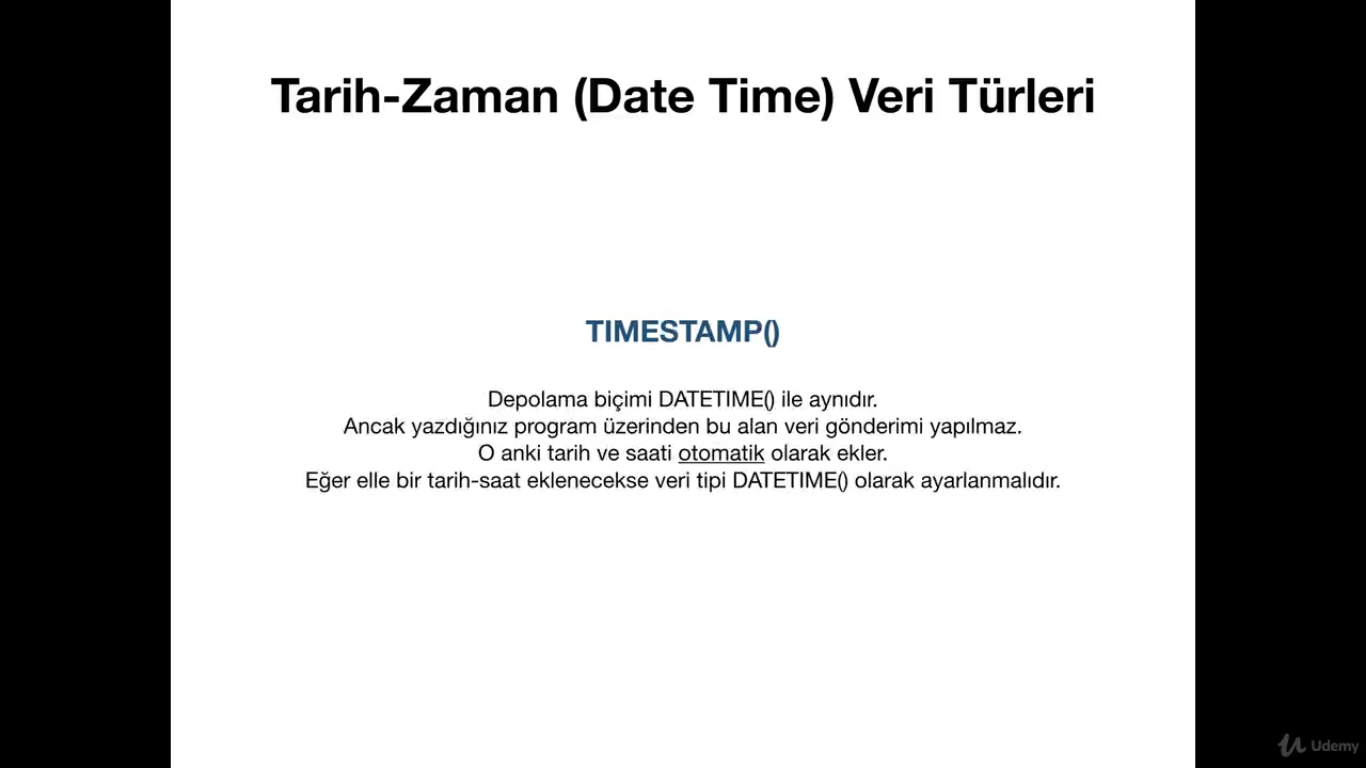 Tarih-Zaman (Date Time) Veri Türleri
TIMESTAMP()
Depolama biçimi DATETIME() ile aynıdır.
Ancak yazdığınız program üzerinden bu alan veri gönderimi yapılmaz.
O anki tarih ve saati otomatik olarak ekler.
Eğer elle bir tarih-saat eklenecekse veri tipi DATETIME() olarak ayarlanmalıdır.
Udemy